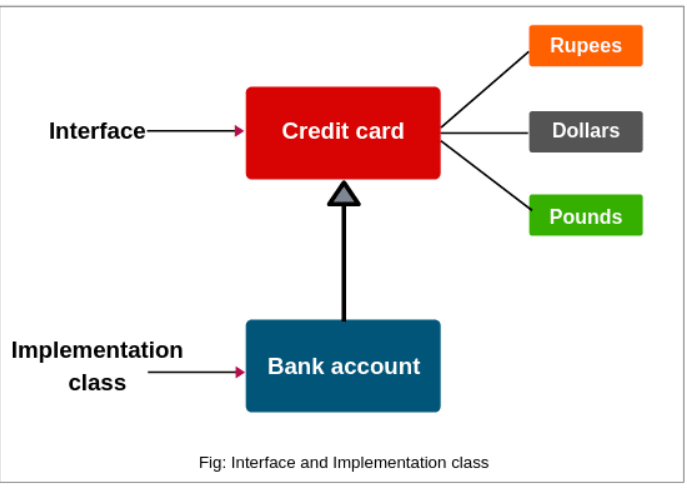 Rupees
Interface
Credit card
Dollars
Pounds
Implementation
class
Bank account
Fig: Interface and Implementation class